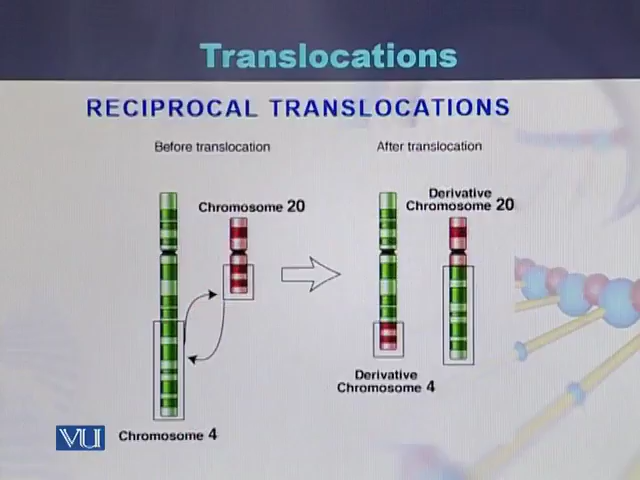 Translocations
RECIPROCAL TRANSLOCATIONS
Before translocation
After translocation
Chromosome 20
Derivative
Chromosome 20
Derivative
Chromosome 4
Chromosome 4
VU